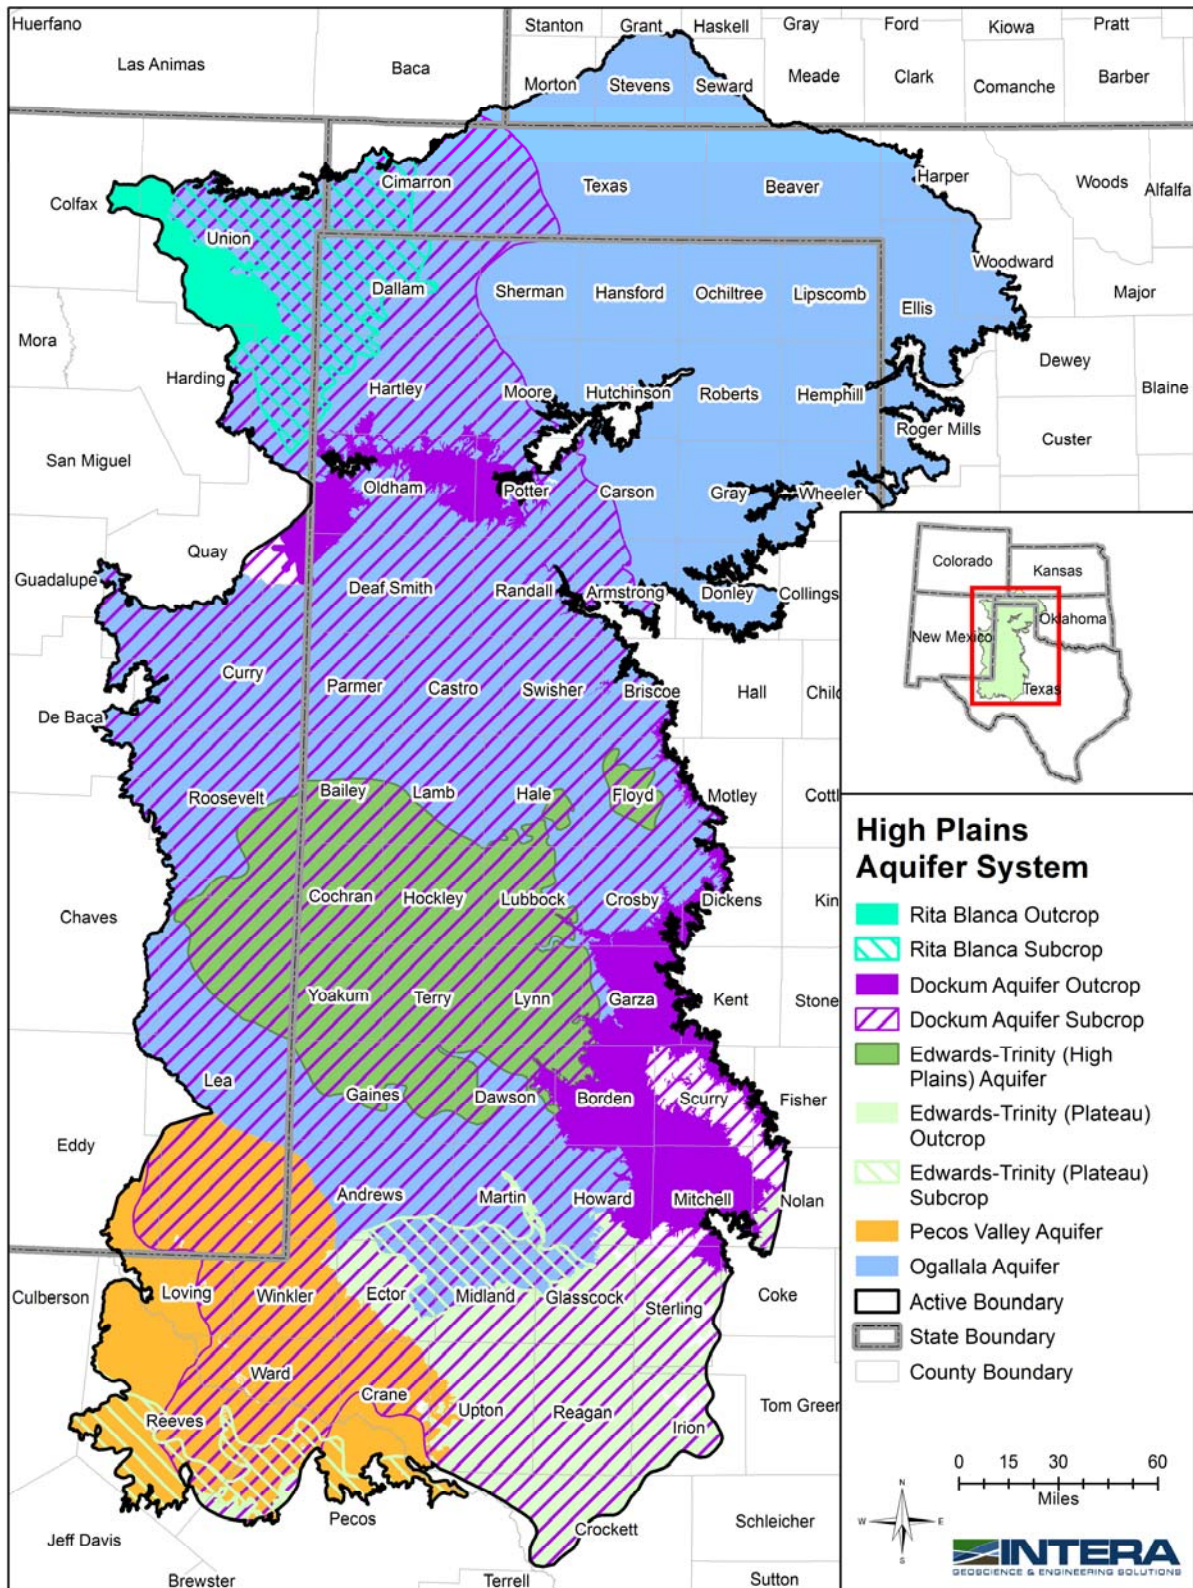 Huerfano
Stanton
Grant
Haskell
Gray
Ford
Kiowa
Pratt
Las Animas
Baca
Morton
Stevens
Seward
Meade
Clark
Comanche
Barber
Colfax
Cimarron
Texas
Beaver
Harper
Woods
Alfalfa
Union
Dallam
Sherman
Hansford
Ochiltree
Lipscomb
Ellis
Woodward
Major
Mora
Harding
Hartley
Moore
Hutchinson
Roberts
Hemphill
Dewey
Blaine
San Miguel
Oldham
Potter
Carson
Gray
Wheeler
Roger Mills
Custer
Quay
Guadalupe
Deaf Smith
Randall
Armstrong
Donley
Collings
Curry
Parmer
Castro
Swisher
Briscoe
Hall
Chilc
De Baca
Roosevelt
Bailey
Lamb
Hale
Floyd
Motley
Cottl
Chaves
Cochran
Hockley
Lubbock
Crosby
Dickens
Kin
Yoakum
Terry
Lynn
Garza
Kent
Stone
Lea
Gaines
Dawson
Borden
Scurry
Fisher
Eddy
Andrews
Martin
Howard
Mitchell
Nolan
Culberson
Loving
Winkler
Ector
Midland
Glasscock
Sterling
Coke
Ward
Crane
Reeves
Upton
Reagan
Irion
Tom Green
Pecos
Crockett
Jeff Davis
Schleicher
Brewster
Terrell
Sutton
Colorado
Kansas
New Mexico
Oklahoma
Texas
High Plains
Aquifer System
Rita Blanca Outcrop
Rita Blanca Subcrop
Dockum Aquifer Outcrop
Dockum Aquifer Subcrop
Edwards-Trinity (High
Plains) Aquifer
Edwards-Trinity (Plateau)
Outcrop
Edwards-Trinity (Plateau)
Subcrop
Pecos Valley Aquifer
Ogallala Aquifer
Active Boundary
State Boundary
County Boundary
0 15 30 60
Miles
N
W E
S
INTERA
GEOSCIENCE & ENGINEERING SOLUTIONS